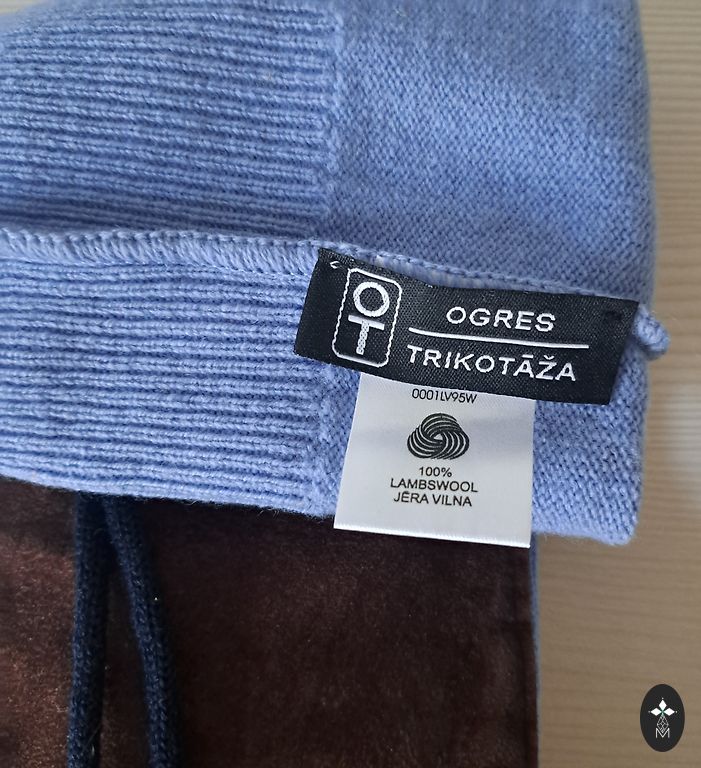 OT
OGRES
TRIKOTĀŽA
0001LV95W
100%
LAMBSWOOL
JĒRA VILNA
M